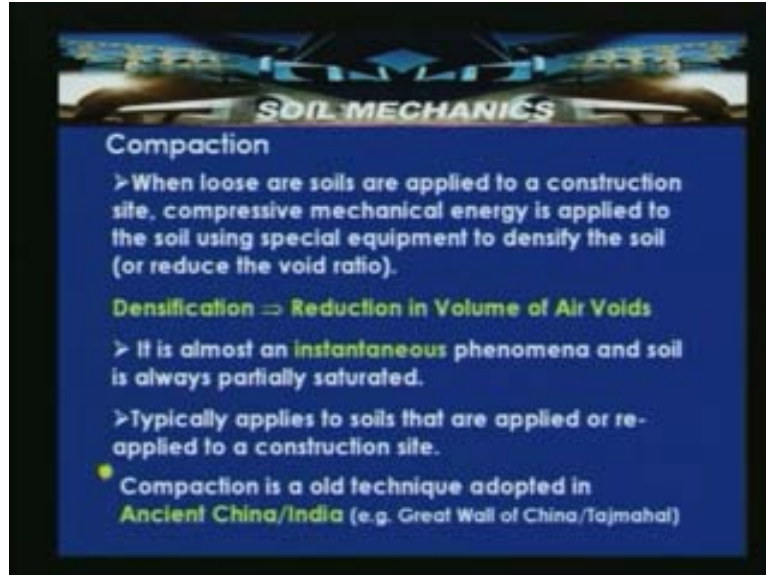 SOIL MECHANICS
Compaction
➢When loose are soils are applied to a construction
site, compressive mechanical energy is applied to
the soil using special equipment to densify the soil
(or reduce the void ratio).
Densification ⇒ Reduction in Volume of Air Voids
➢ It is almost an instantaneous phenomena and soil
is always partially saturated.
➢Typically applies to soils that are applied or re-
applied to a construction site.
Compaction is a old technique adopted in
Ancient China/India (e.g. Great Wall of China/Tajmahal)